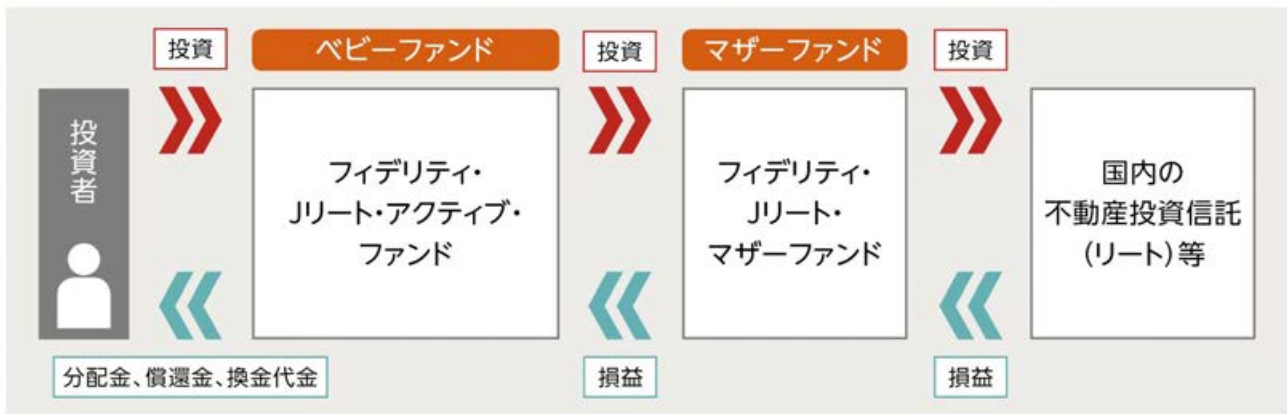 投資
ベビーファンド
投資
マザーファンド
投資
投資者
フィデリティ・
Jリート・アクティブ・
ファンド
フィデリティ・
Jリート・
マザーファンド
国内の
不動産投資信託
(リート)等
分配金、償還金、換金代金
損益
損益